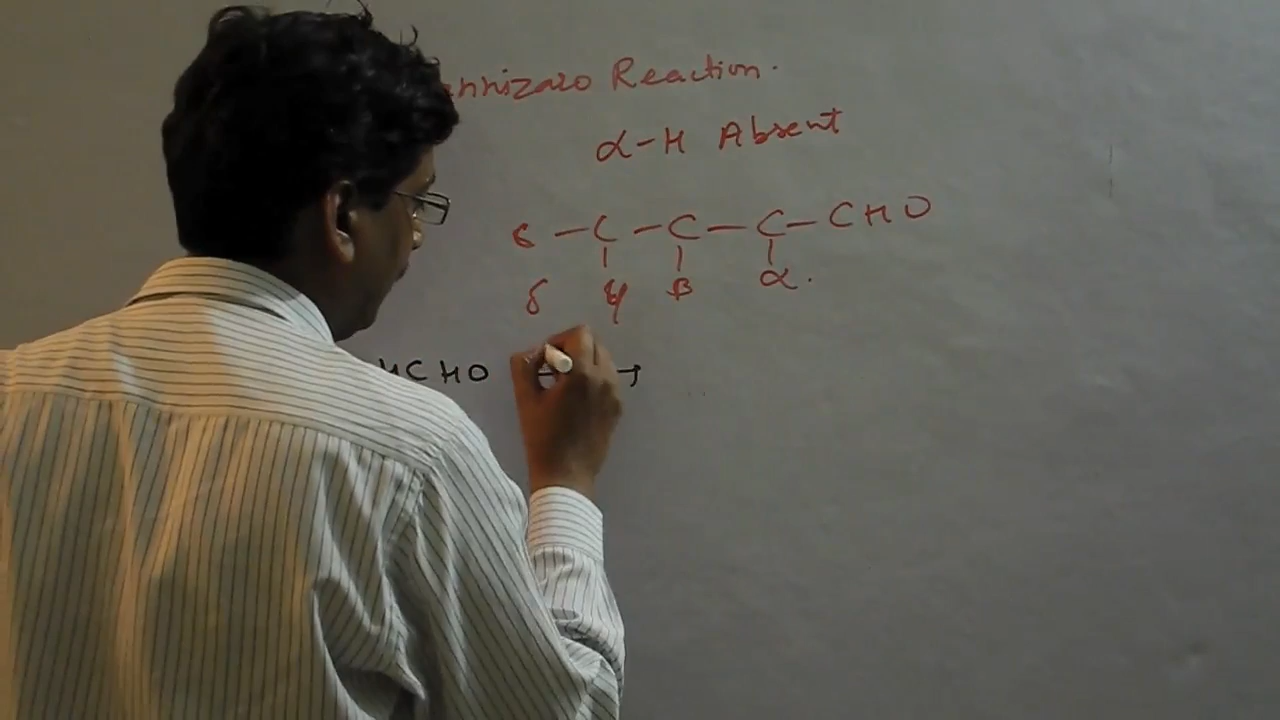 nnizaro Reaction.
α-H Absent
C - C - C - C - CHO
δ γ β α.
HCHO →